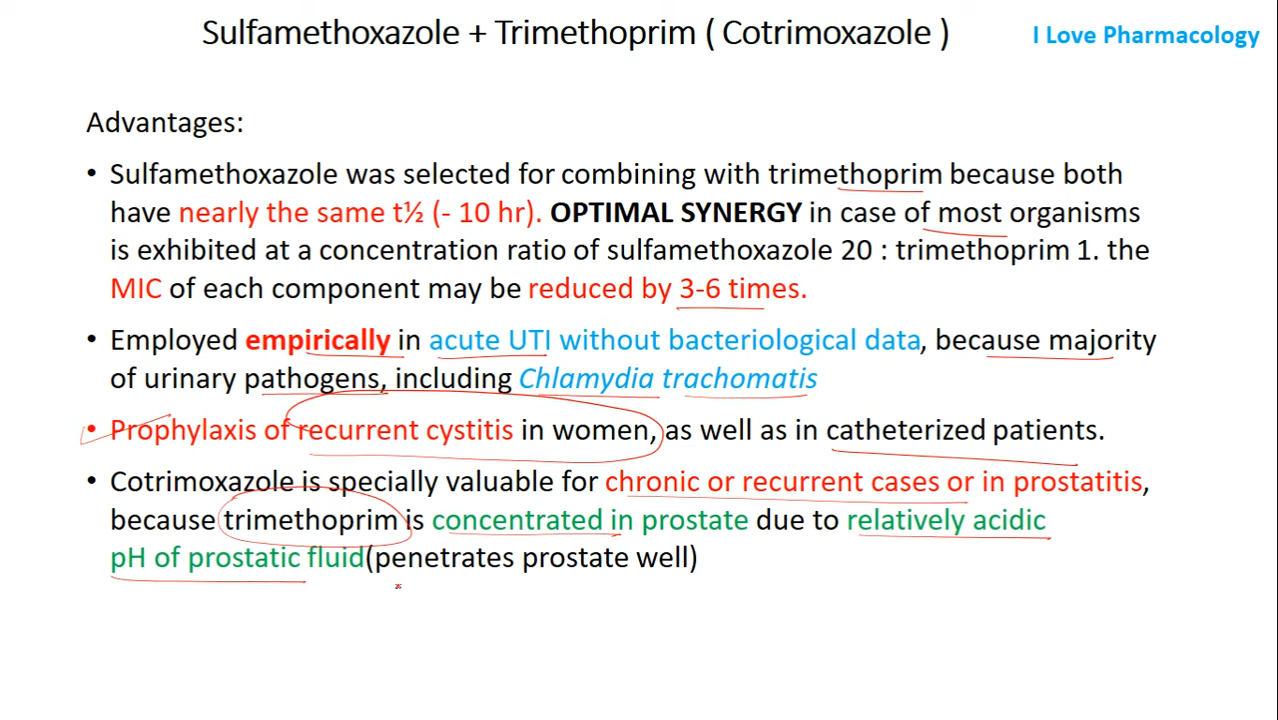 Sulfamethoxazole + Trimethoprim ( Cotrimoxazole )
I Love Pharmacology
Advantages:
• Sulfamethoxazole was selected for combining with trimethoprim because both
have nearly the same t½ (- 10 hr). OPTIMAL SYNERGY in case of most organisms
is exhibited at a concentration ratio of sulfamethoxazole 20 : trimethoprim 1. the
MIC of each component may be reduced by 3-6 times.
• Employed empirically in acute UTI without bacteriological data, because majority
of urinary pathogens, including Chlamydia trachomatis
• Prophylaxis of recurrent cystitis in women, as well as in catheterized patients.
• Cotrimoxazole is specially valuable for chronic or recurrent cases or in prostatitis,
because trimethoprim is concentrated in prostate due to relatively acidic
pH of prostatic fluid(penetrates prostate well)